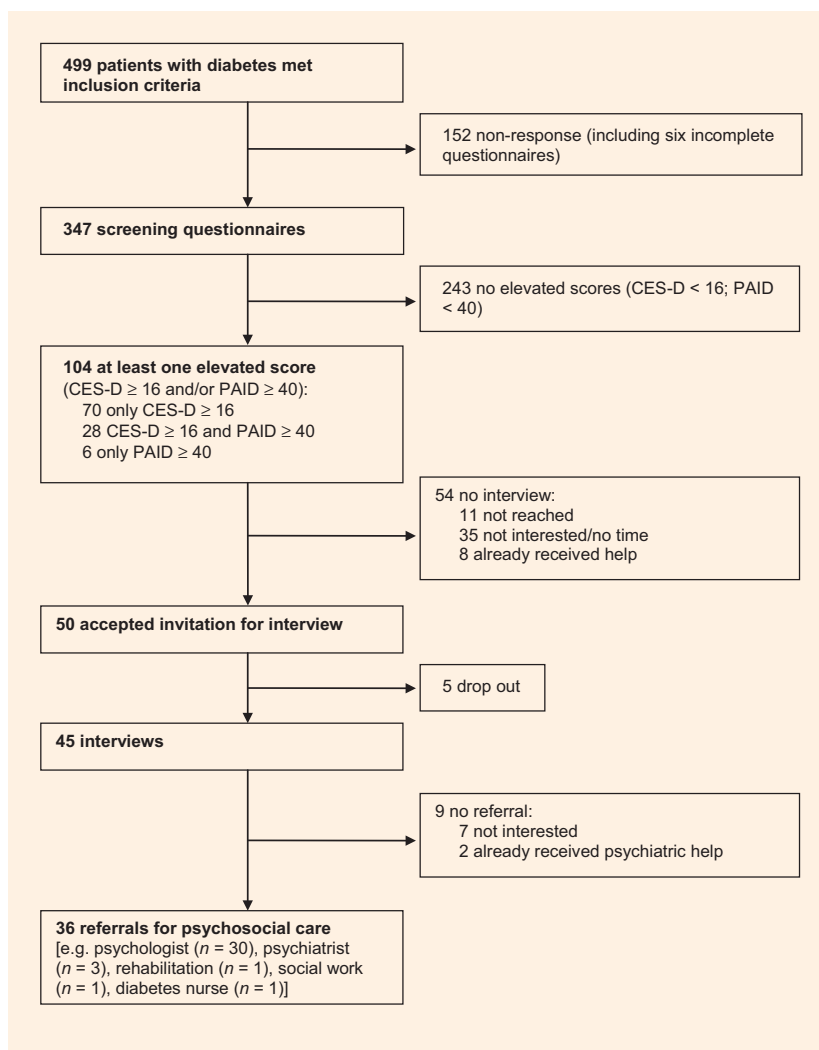 499 patients with diabetes met
inclusion criteria
152 non-response (including six incomplete
questionnaires)
347 screening questionnaires
243 no elevated scores (CES-D < 16; PAID
< 40)
104 at least one elevated score
(CES-D ≥ 16 and/or PAID ≥ 40):
70 only CES-D ≥ 16
28 CES-D ≥ 16 and PAID ≥ 40
6 only PAID ≥ 40
54 no interview:
11 not reached
35 not interested/no time
8 already received help
50 accepted invitation for interview
5 drop out
45 interviews
9 no referral:
7 not interested
2 already received psychiatric help
36 referrals for psychosocial care
[e.g. psychologist (n = 30), psychiatrist
(n = 3), rehabilitation (n = 1), social work
(n = 1), diabetes nurse (n = 1)]